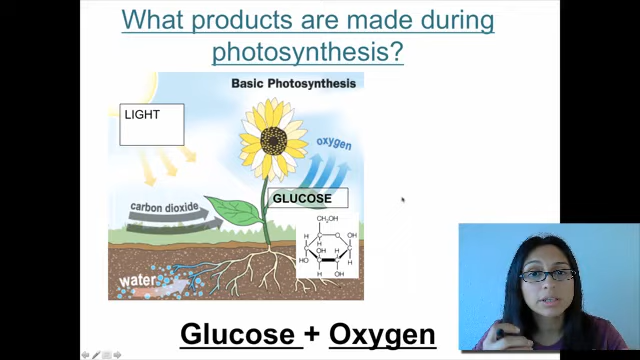 What products are made during
photosynthesis?
Basic Photosynthesis
LIGHT
oxygen
carbon dioxide
GLUCOSE
CH₂OH
H
O
OH
H
OH
H
HO
H
H
OH
water
Glucose + Oxygen